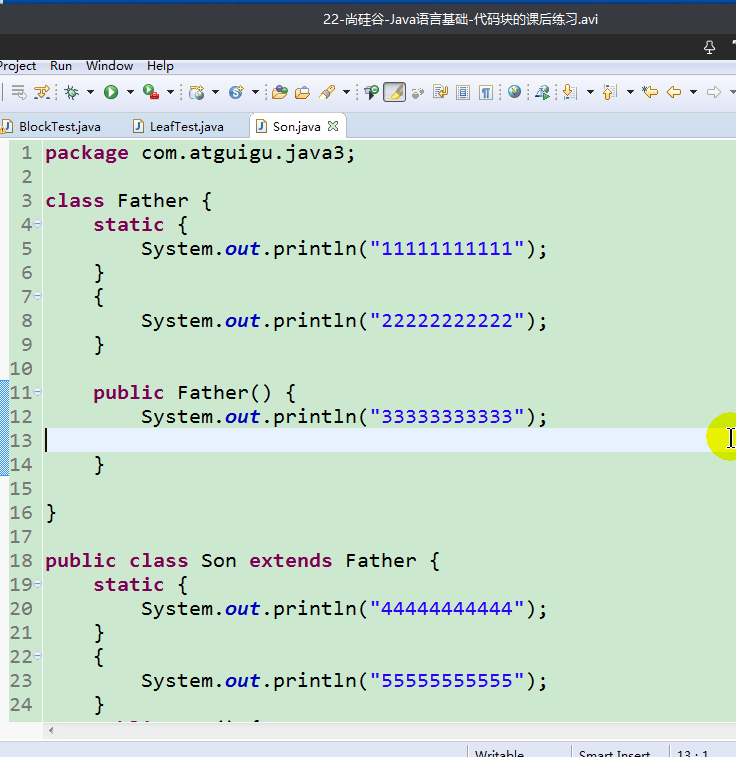 22-尚硅谷-Java语言基础-代码块的课后练习.avi
Project Run Window Help
BlockTest.java LeafTest.java Son.java
1 package com.atguigu.java3;
2
3 class Father {
4 static {
5 System.out.println("11111111111");
6 }
7 {
8 System.out.println("22222222222");
9 }
10
11 public Father() {
12 System.out.println("33333333333");
13
14 }
15
16 }
17
18 public class Son extends Father {
19 static {
20 System.out.println("44444444444");
21 }
22 {
23 System.out.println("55555555555");
24 }
Writable Smart Insert 13 : 1